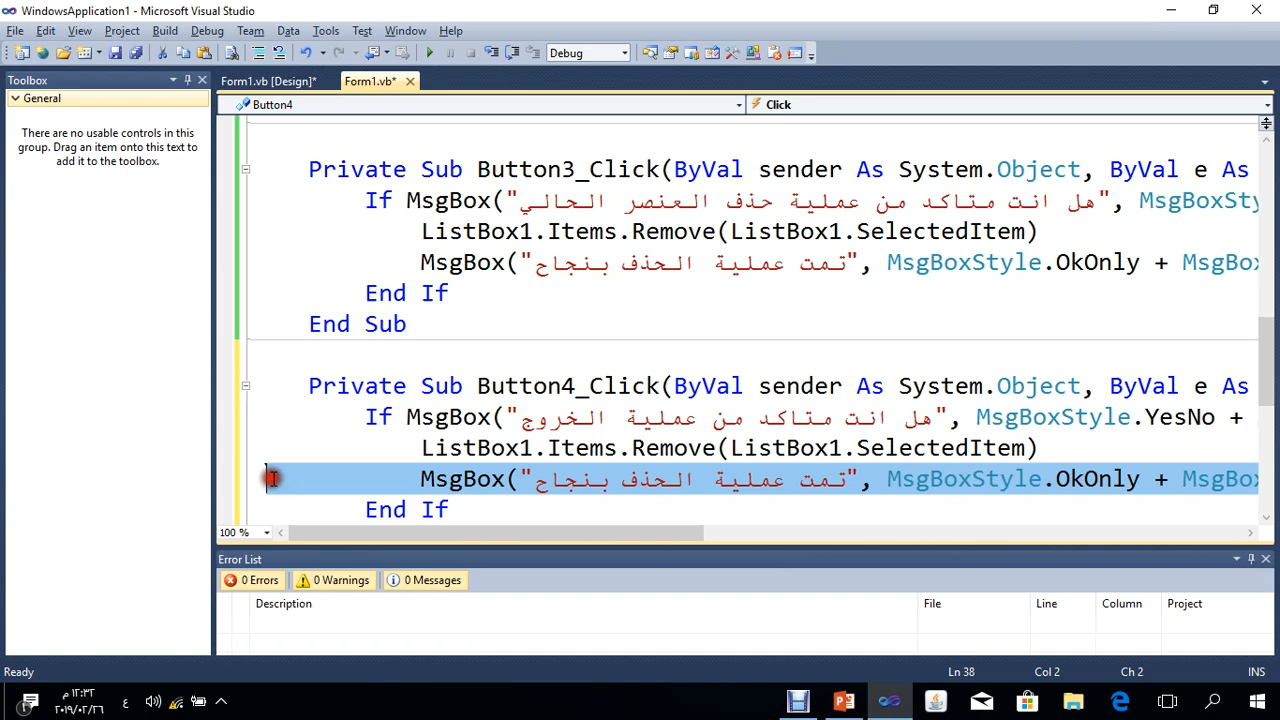 WindowsApplication1 - Microsoft Visual Studio
File Edit View Project Build Debug Team Data Tools Test Window Help
Debug
Toolbox
General
There are no usable controls in this
group. Drag an item onto this text to
add it to the toolbox.
Form1.vb [Design]* Form1.vb*
Button4 Click
Private Sub Button3_Click(ByVal sender As System.Object, ByVal e As
If MsgBox("هل انت متاكد من عملية حذف العنصر الحالي", MsgBoxSty
ListBox1.Items.Remove(ListBox1.SelectedItem)
MsgBox("تمت عملية الحذف بنجاح", MsgBoxStyle.OkOnly + MsgBox
End If
End Sub
Private Sub Button4_Click(ByVal sender As System.Object, ByVal e As
If MsgBox("هل انت متاكد من عملية الخروج", MsgBoxStyle.YesNo +
ListBox1.Items.Remove(ListBox1.SelectedItem)
MsgBox("تمت عملية الحذف بنجاح", MsgBoxStyle.OkOnly + MsgBox
End If
100 %
Error List
0 Errors 0 Warnings 0 Messages
Description File Line Column Project
Ready Ln 38 Col 2 Ch 2 INS
ع
١٢:٣٢ م
٢٠١٩/٠٢/٢٦